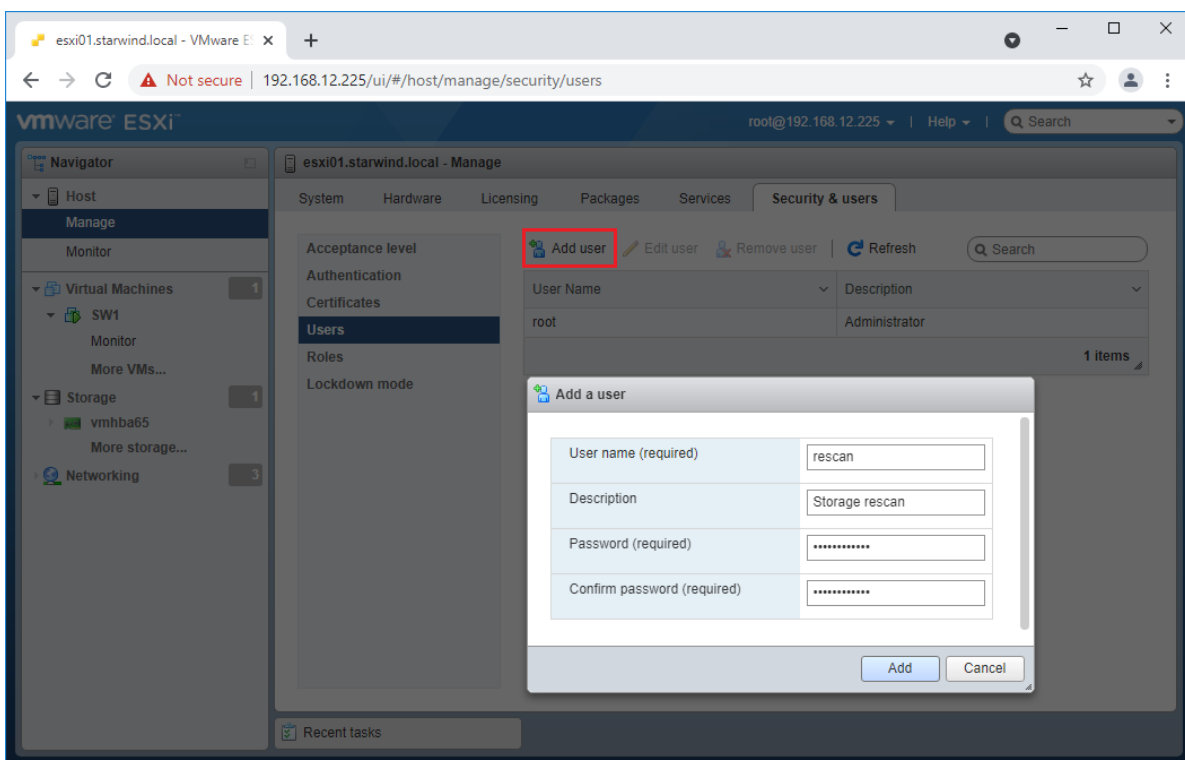 esxi01.starwind.local - VMware ES
Not secure | 192.168.12.225/ui/#/host/manage/security/users
vmware ESXi™
root@192.168.12.225 | Help | Search
Navigator
Host
Manage
Monitor
Virtual Machines 1
SW1
Monitor
More VMs...
Storage 1
vmhba65
More storage...
Networking 3
esxi01.starwind.local - Manage
System Hardware Licensing Packages Services Security & users
Acceptance level
Authentication
Certificates
Users
Roles
Lockdown mode
Add user Edit user Remove user | Refresh Search
User Name Description
root Administrator
1 items
Add a user
User name (required) rescan
Description Storage rescan
Password (required) ••••••••••••
Confirm password (required) ••••••••••••
Add Cancel
Recent tasks